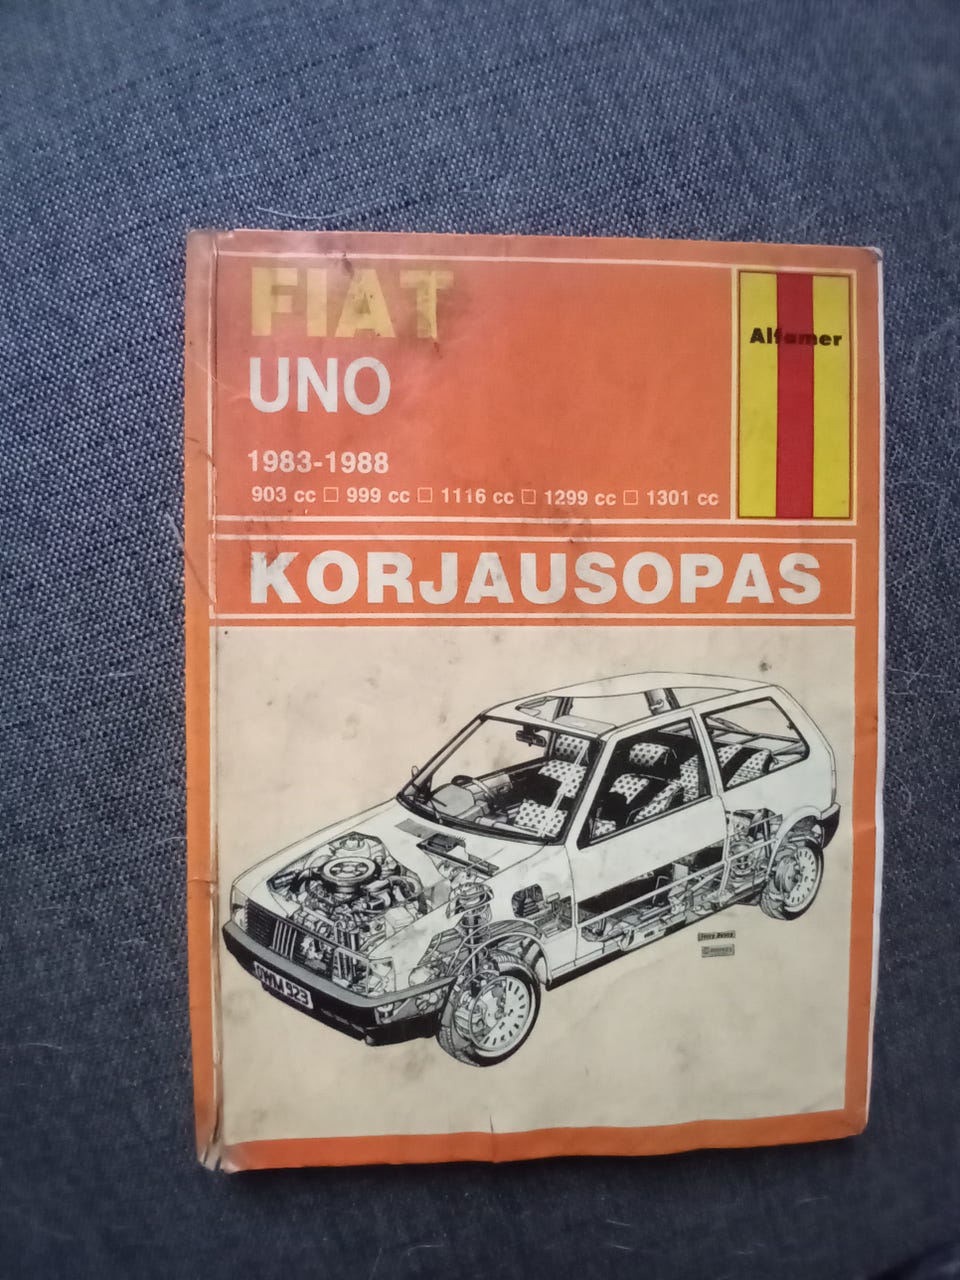 FIAT
UNO
1983-1988
903 cc □ 999 cc □ 1116 cc □ 1299 cc □ 1301 cc
Alfamer
KORJAUSOPAS
OWM 923